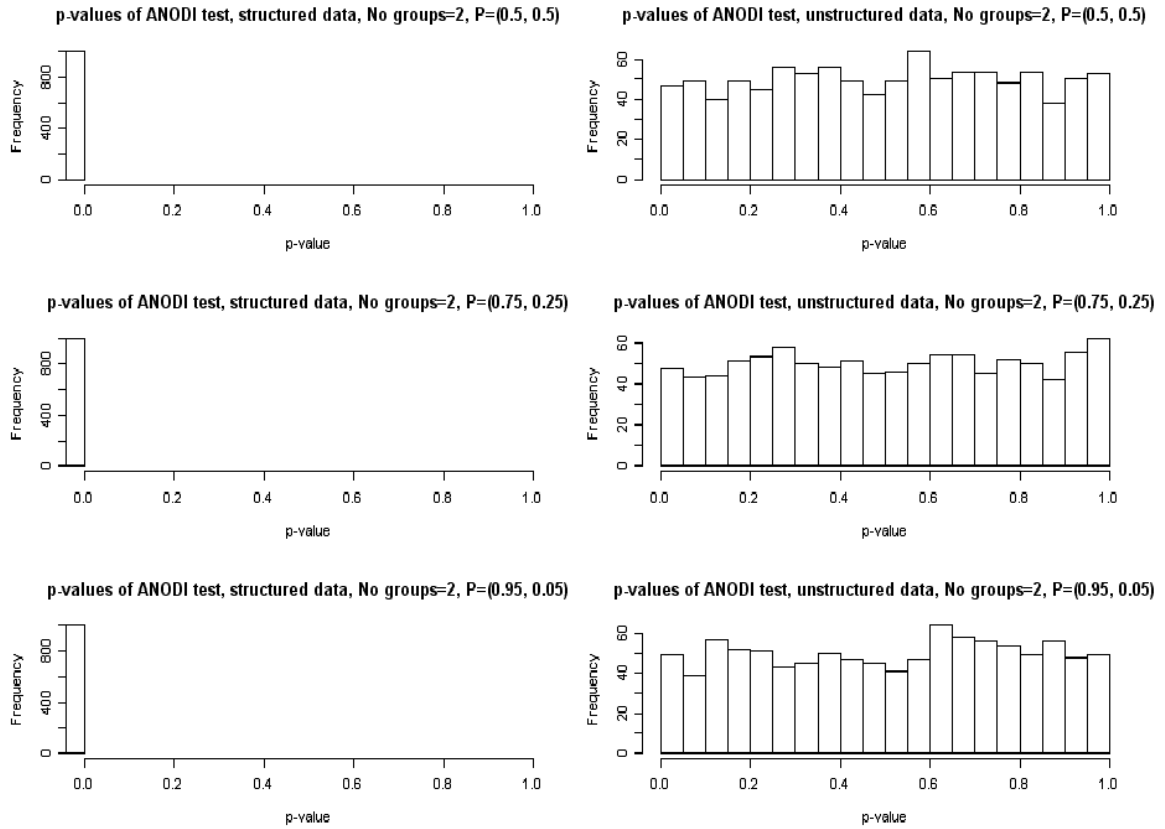 p-values of ANODI test, structured data, No groups=2, P=(0.5, 0.5)
Frequency
0 400 800
0.0 0.2 0.4 0.6 0.8 1.0
p-value
p-values of ANODI test, unstructured data, No groups=2, P=(0.5, 0.5)
Frequency
0 20 40 60
0.0 0.2 0.4 0.6 0.8 1.0
p-value
p-values of ANODI test, structured data, No groups=2, P=(0.75, 0.25)
Frequency
0 400 800
0.0 0.2 0.4 0.6 0.8 1.0
p-value
p-values of ANODI test, unstructured data, No groups=2, P=(0.75, 0.25)
Frequency
0 20 40 60
0.0 0.2 0.4 0.6 0.8 1.0
p-value
p-values of ANODI test, structured data, No groups=2, P=(0.95, 0.05)
Frequency
0 400 800
0.0 0.2 0.4 0.6 0.8 1.0
p-value
p-values of ANODI test, unstructured data, No groups=2, P=(0.95, 0.05)
Frequency
0 20 40 60
0.0 0.2 0.4 0.6 0.8 1.0
p-value